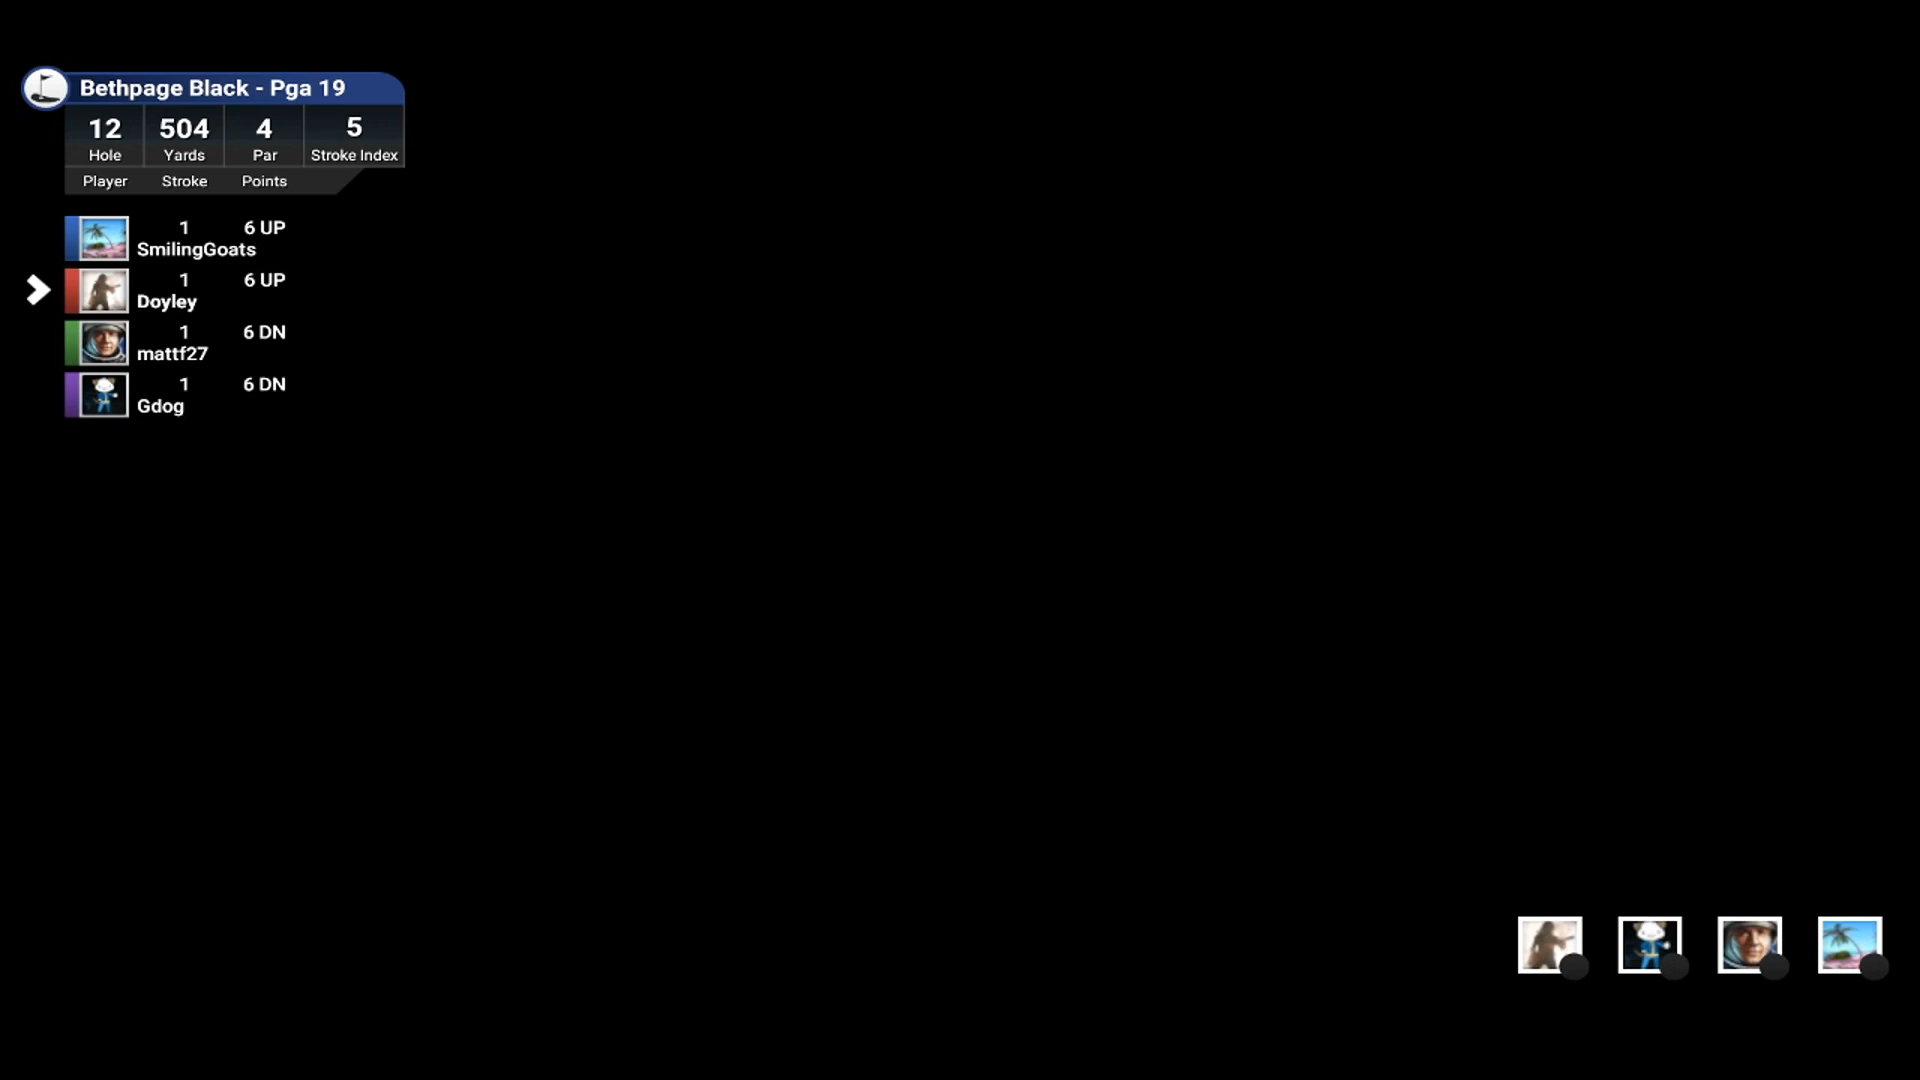 Bethpage Black - Pga 19
12 504 4 5
Hole Yards Par Stroke Index
Player Stroke Points
1 6 UP
SmilingGoats
1 6 UP
Doyley
1 6 DN
mattf27
1 6 DN
Gdog